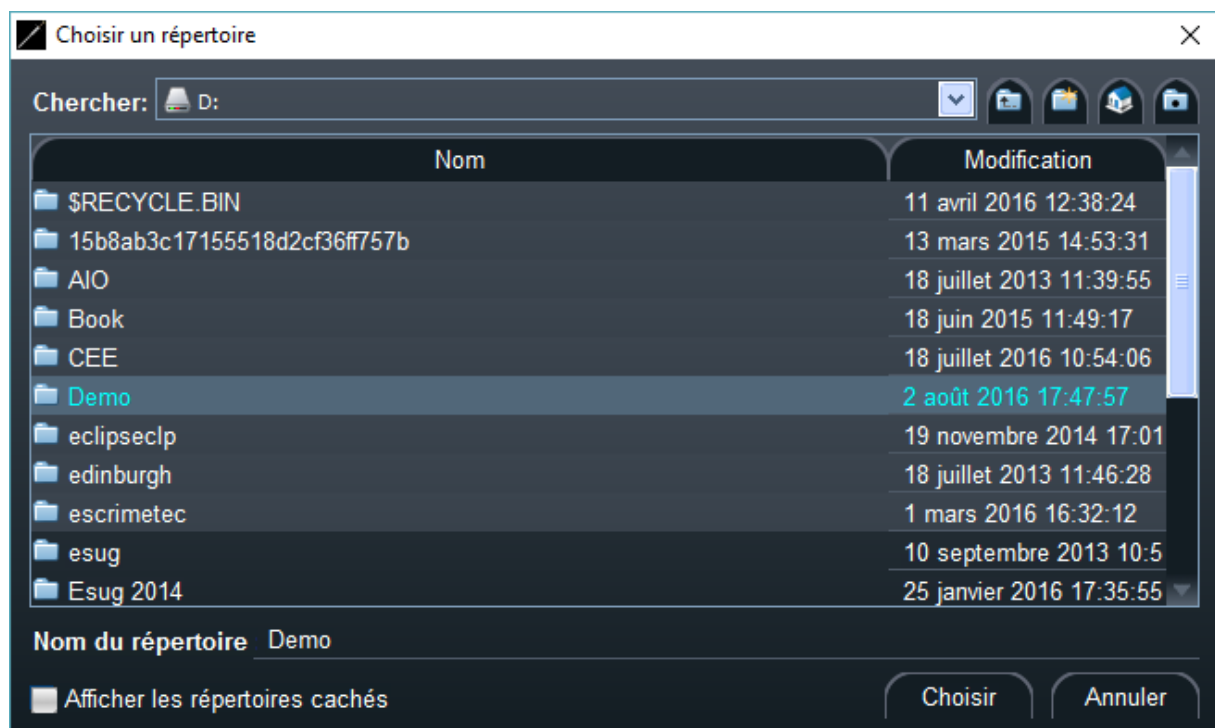 Choisir un répertoire
Chercher: D:
Nom Modification
$RECYCLE.BIN 11 avril 2016 12:38:24
15b8ab3c17155518d2cf36ff757b 13 mars 2015 14:53:31
AIO 18 juillet 2013 11:39:55
Book 18 juin 2015 11:49:17
CEE 18 juillet 2016 10:54:06
Demo 2 août 2016 17:47:57
eclipseclp 19 novembre 2014 17:01
edinburgh 18 juillet 2013 11:46:28
escrimetec 1 mars 2016 16:32:12
esug 10 septembre 2013 10:5
Esug 2014 25 janvier 2016 17:35:55
Nom du répertoire Demo
Afficher les répertoires cachés Choisir Annuler